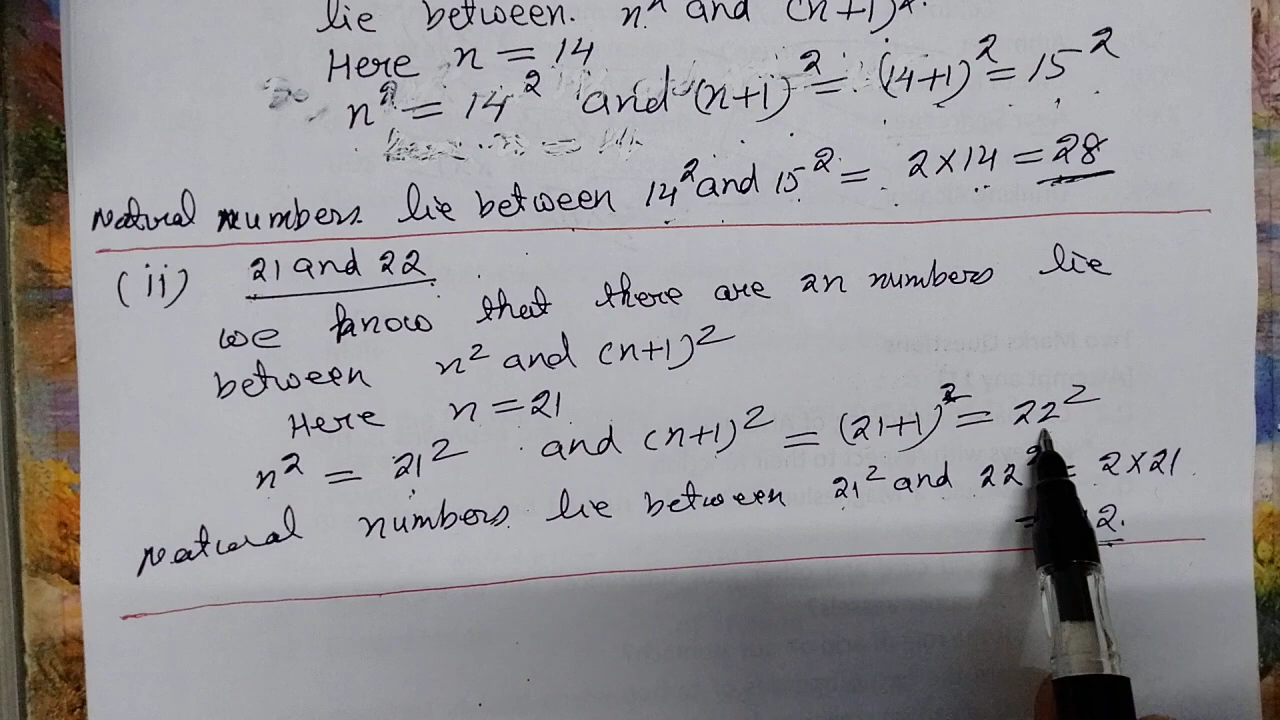 lie between n² and (n+1)².
Here n = 14
n² = 14² and (n+1)² = (14+1)² = 15²
Natural numbers lie between 14² and 15² = 2×14 = 28
(ii) 21 and 22
we know that there are 2n numbers lie
between n² and (n+1)²
Here n = 21
n² = 21² and (n+1)² = (21+1)² = 22²
Natural numbers lie between 21² and 22² = 2×21
= 2.